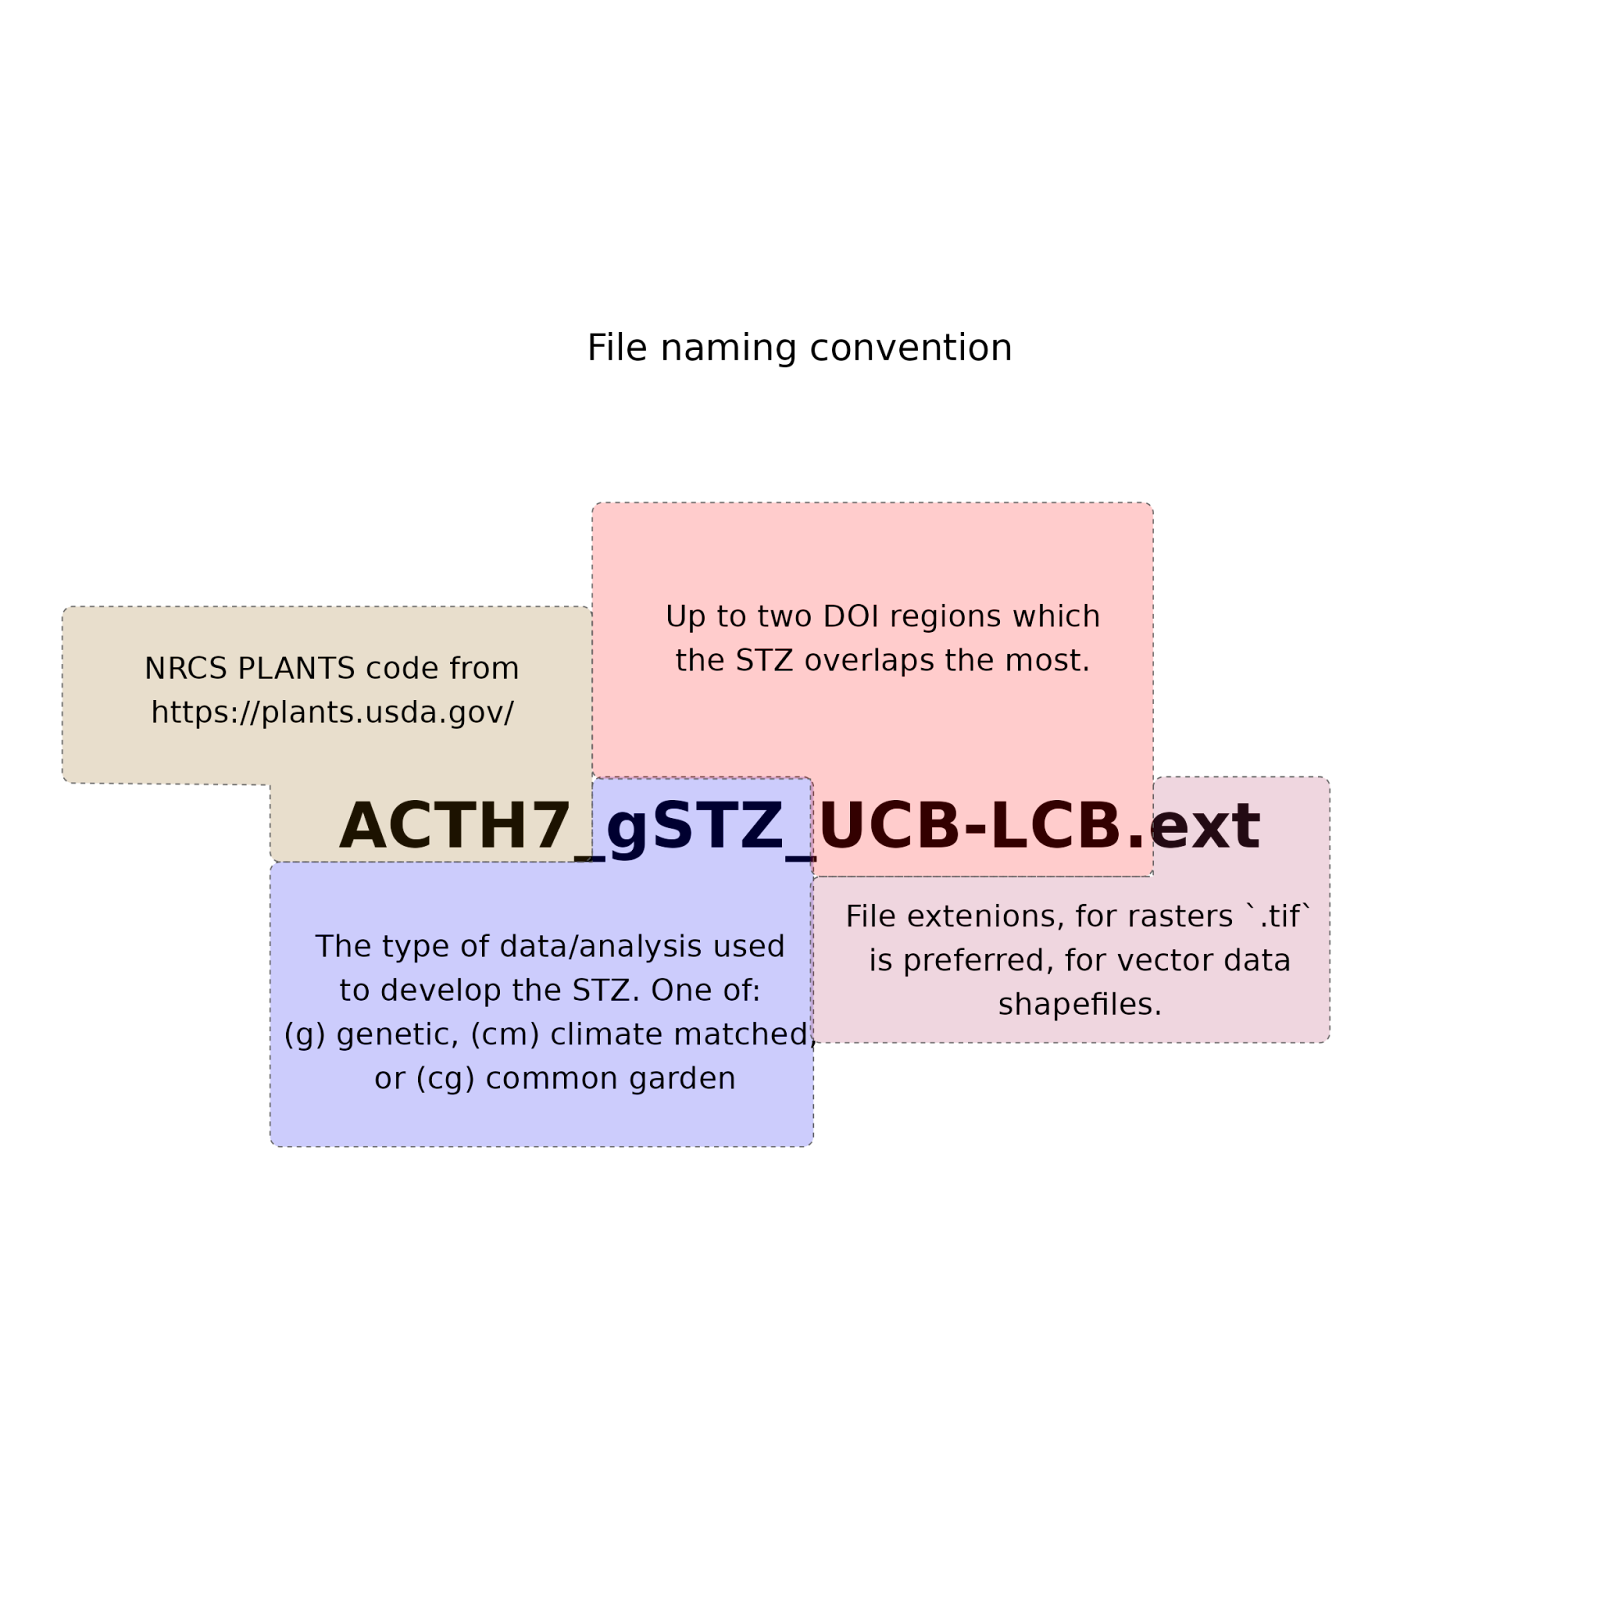 File naming convention
Up to two DOI regions which
the STZ overlaps the most.
NRCS PLANTS code from
https://plants.usda.gov/
ACTH7_gSTZ_UCB-LCB.ext
The type of data/analysis used
to develop the STZ. One of:
(g) genetic, (cm) climate matched,
or (cg) common garden
File extenions, for rasters `.tif`
is preferred, for vector data
shapefiles.